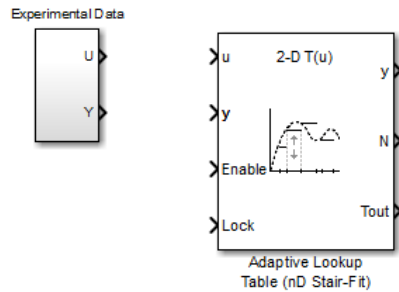 Experimental Data
U
Y
u
2-D T(u)
y
y
N
Enable
Tout
Lock
Adaptive Lookup
Table (nD Stair-Fit)